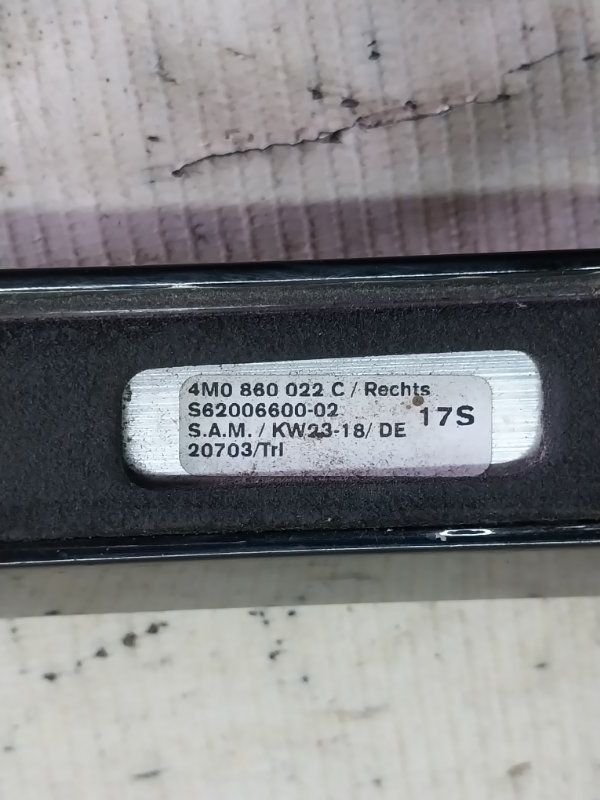 4M0 860 022 C / Rechts
S62006600-02
17S
S.A.M. / KW23-18/ DE
20703/Trl